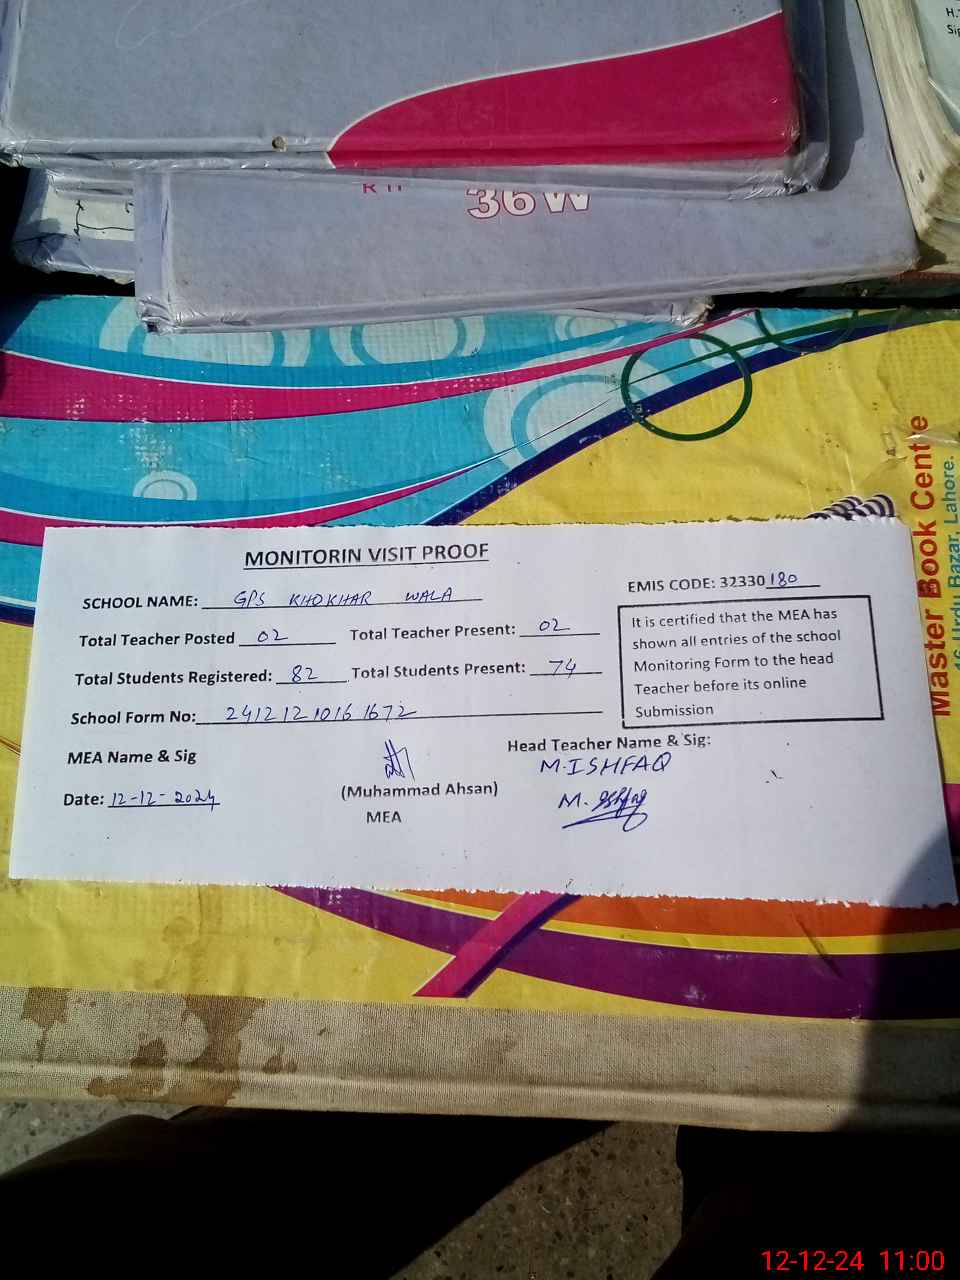 H.
Sig
36 W
Master Book Centre
16, Urdu Bazar, Lahore.
MONITORIN VISIT PROOF
EMIS CODE: 32330180
SCHOOL NAME: GPS KHOKHAR WALA
Total Teacher Posted 02 Total Teacher Present: 02
Total Students Registered: 82 Total Students Present: 74
School Form No: 2412121016 1672
It is certified that the MEA has
shown all entries of the school
Monitoring Form to the head
Teacher before its online
Submission
MEA Name & Sig
Head Teacher Name & Sig:
M. ISHFAQ
(Muhammad Ahsan)
MEA
M. Ishfaq
Date: 12-12-2024
12-12-24 11:00